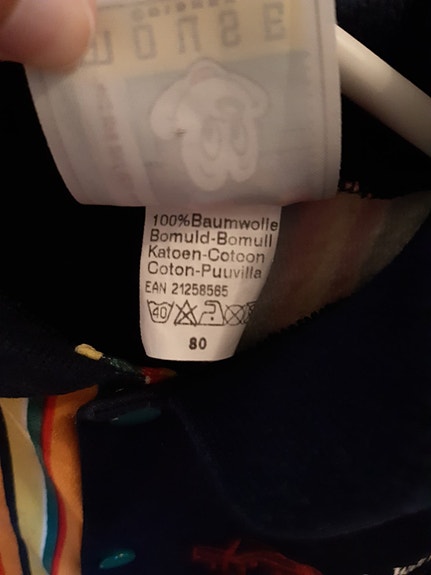 100%Baumwolle
Bomuld-Bomull
Katoen-Cotoon
Coton-Puuvilla
EAN 21258565
40
80